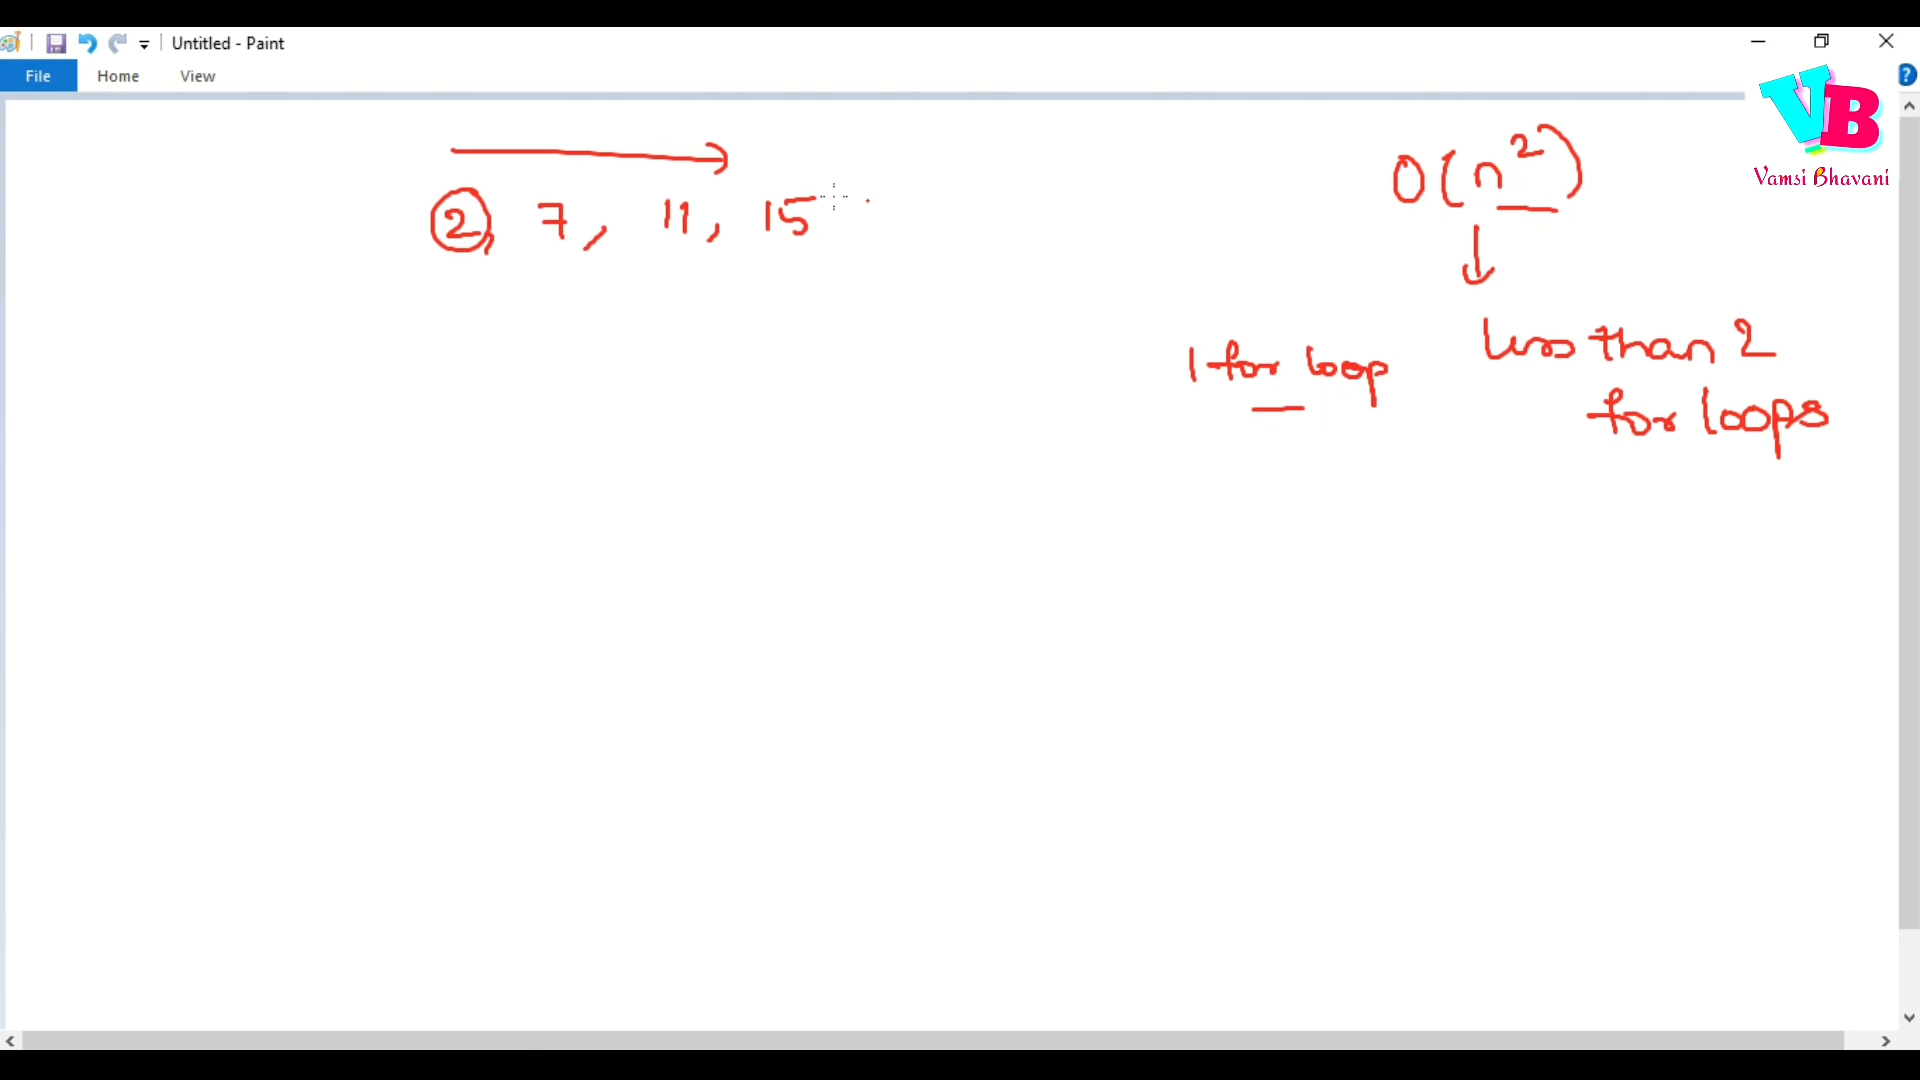 Untitled - Paint
File Home View
VB
Vamsi Bhavani
2, 7, 11, 15
O(n²)
less than 2
for loops
1 for loop